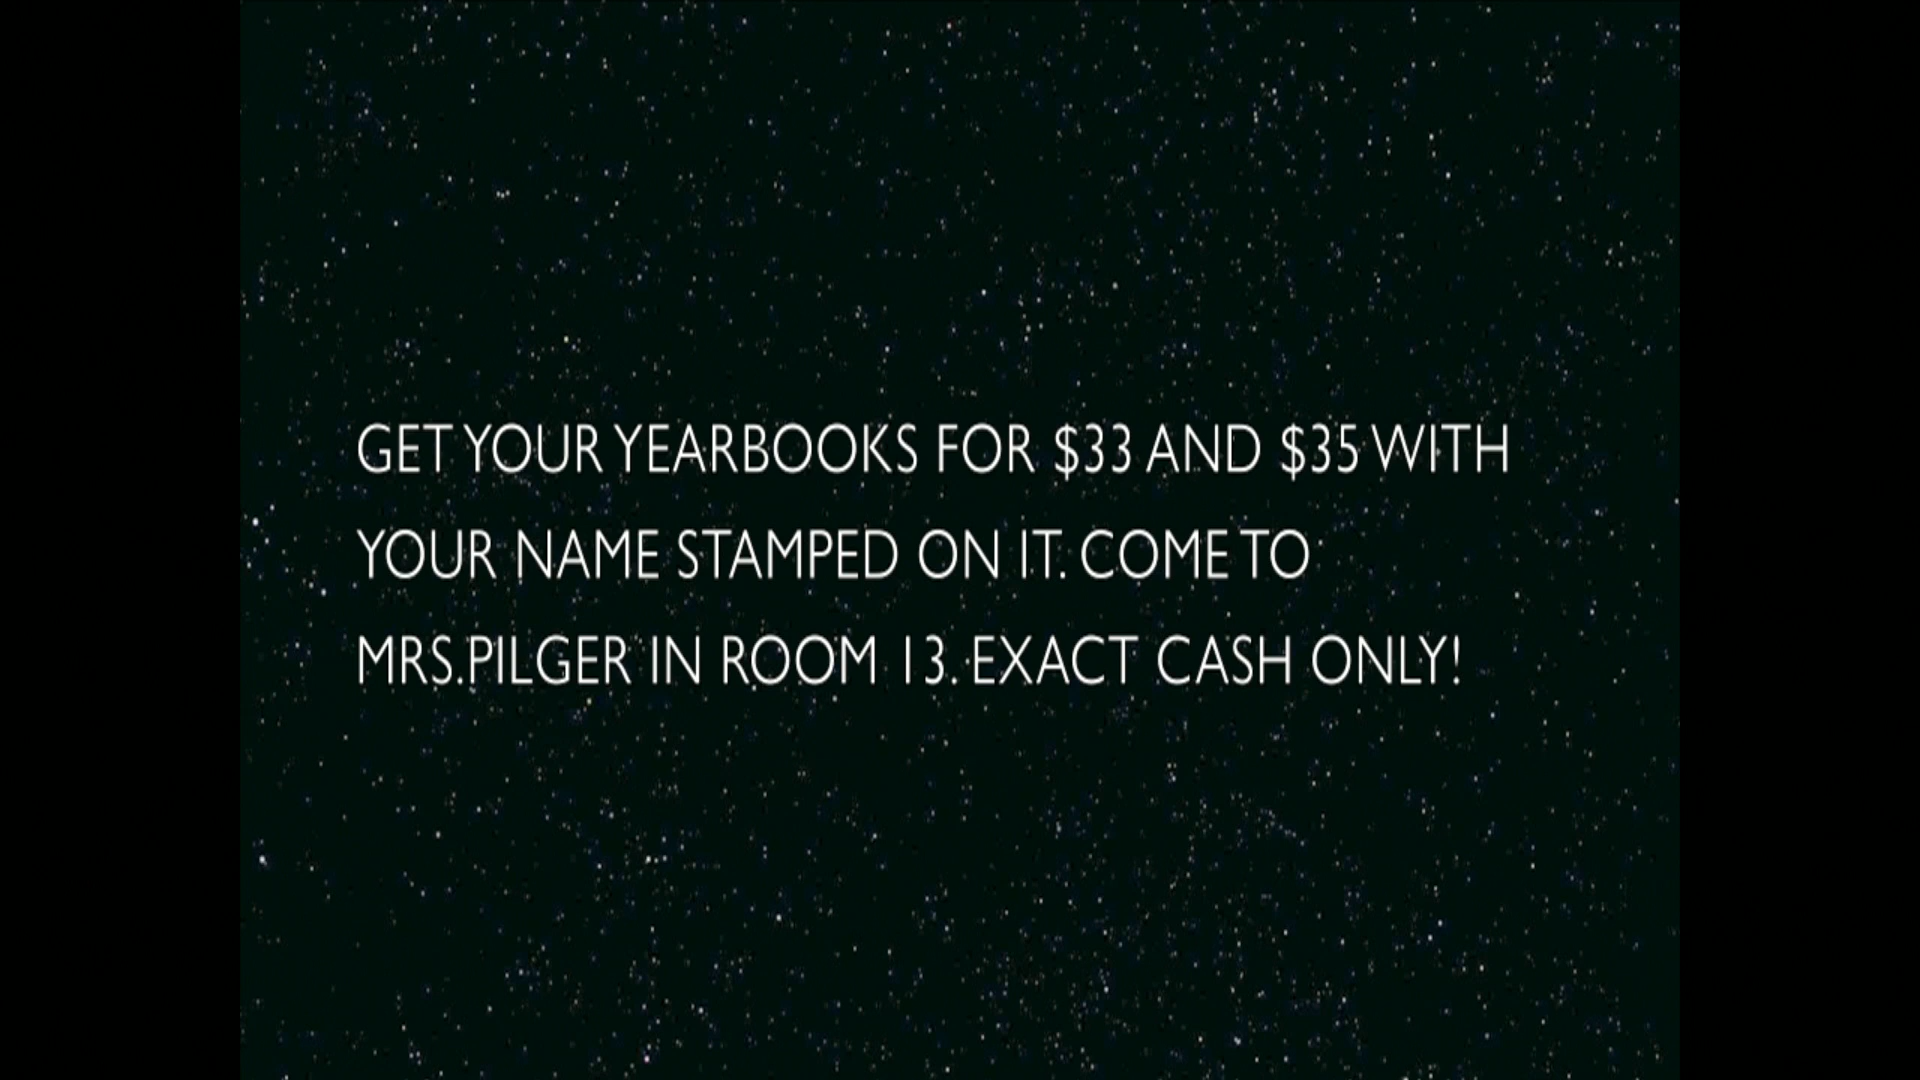 GET YOUR YEARBOOKS FOR $33 AND $35 WITH
YOUR NAME STAMPED ON IT. COME TO
MRS.PILGER IN ROOM 13. EXACT CASH ONLY!